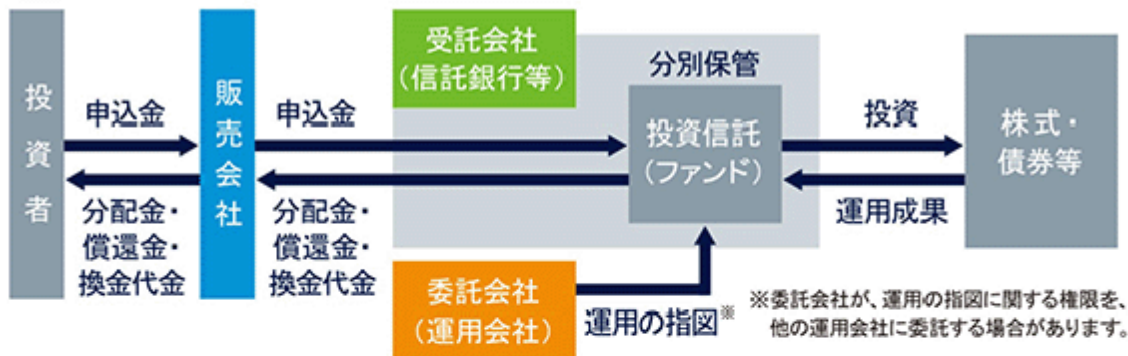 投資者
申込金
分配金・
償還金・
換金代金
販売会社
申込金
分配金・
償還金・
換金代金
受託会社
（信託銀行等）
分別保管
投資信託
（ファンド）
委託会社
（運用会社）
運用の指図※
投資
運用成果
株式・
債券等
※委託会社が、運用の指図に関する権限を、
他の運用会社に委託する場合があります。